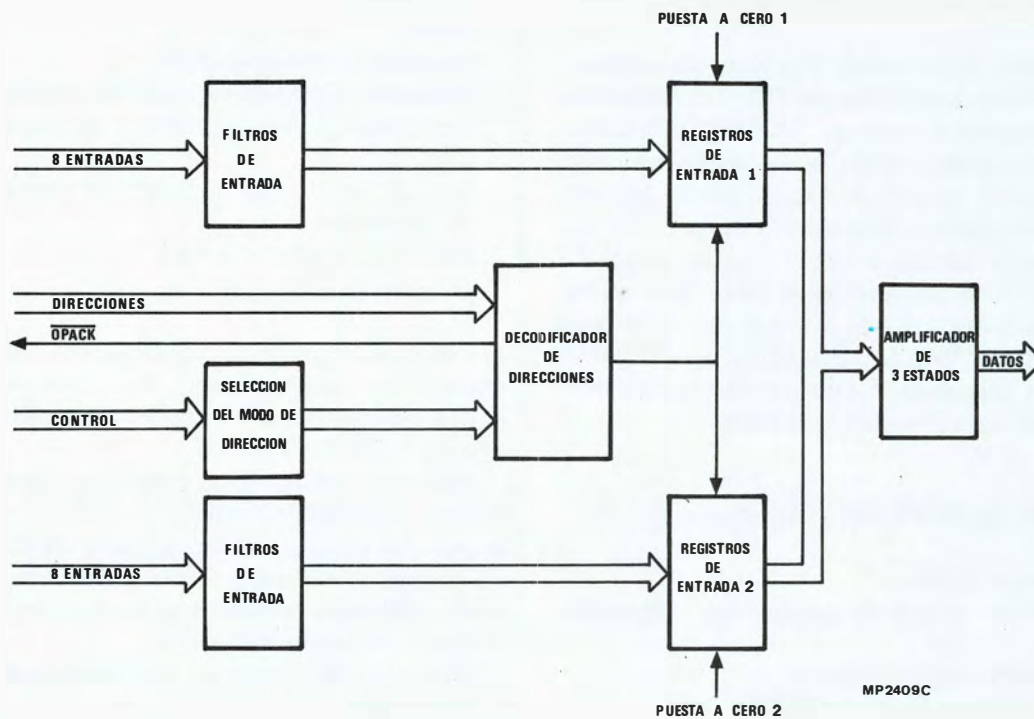 PUESTA A CERO 1
FILTROS
DE
ENTRADA
REGISTROS
DE
ENTRADA 1
8 ENTRADAS
DIRECCIONES
OPACK
DECODIFICADOR
DE
DIRECCIONES
AMPLIFICADOR
DE
3 ESTADOS
DATOS
SELECCION
DEL MODO DE
DIRECCION
CONTROL
FILTROS
DE
ENTRADA
REGISTROS
DE
ENTRADA 2
8 ENTRADAS
MP2409C
PUESTA A CERO 2